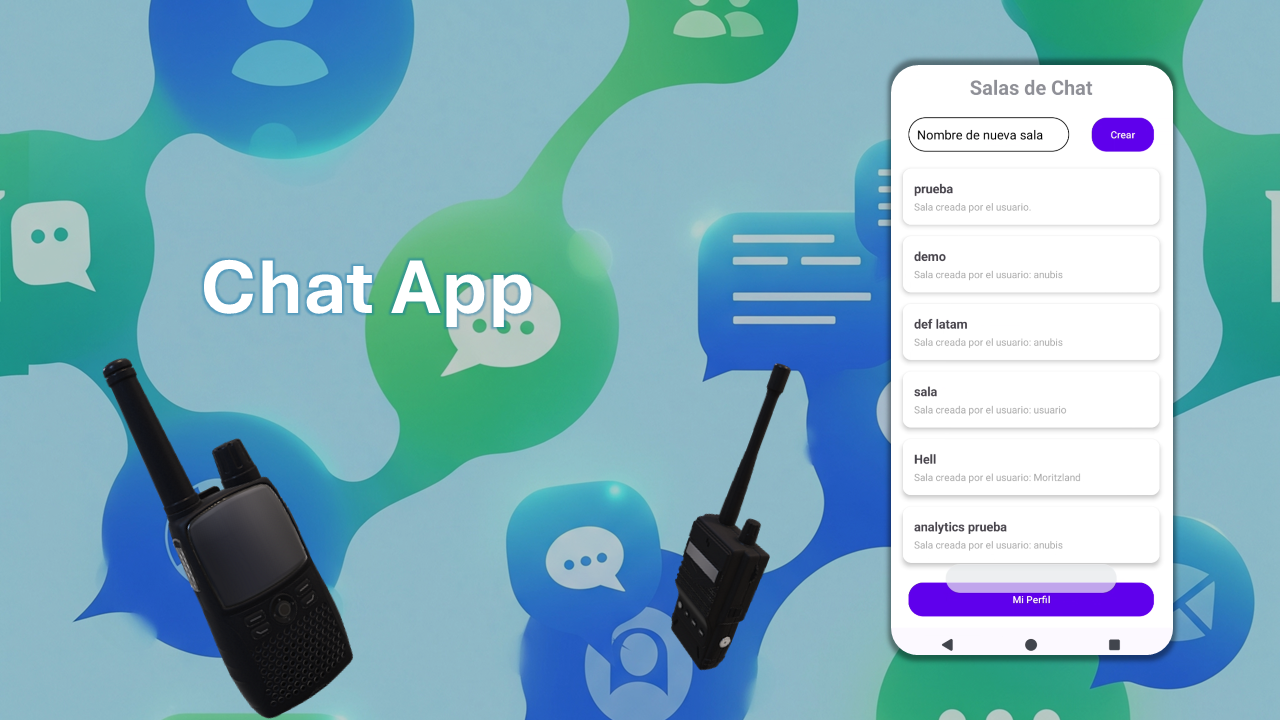 Chat App
Salas de Chat
Nombre de nueva sala
Crear
prueba
Sala creada por el usuario.
demo
Sala creada por el usuario: anubis
def latam
Sala creada por el usuario: anubis
sala
Sala creada por el usuario: usuario
Hell
Sala creada por el usuario: Moritzland
analytics prueba
Sala creada por el usuario: anubis
Mi Perfil